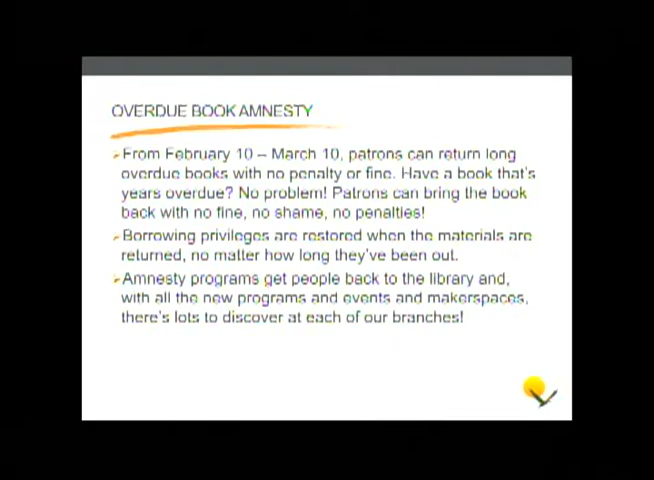 OVERDUE BOOK AMNESTY
From February 10 – March 10, patrons can return long
overdue books with no penalty or fine. Have a book that's
years overdue? No problem! Patrons can bring the book
back with no fine, no shame, no penalties!
Borrowing privileges are restored when the materials are
returned, no matter how long they've been out.
Amnesty programs get people back to the library and,
with all the new programs and events and makerspaces,
there's lots to discover at each of our branches!